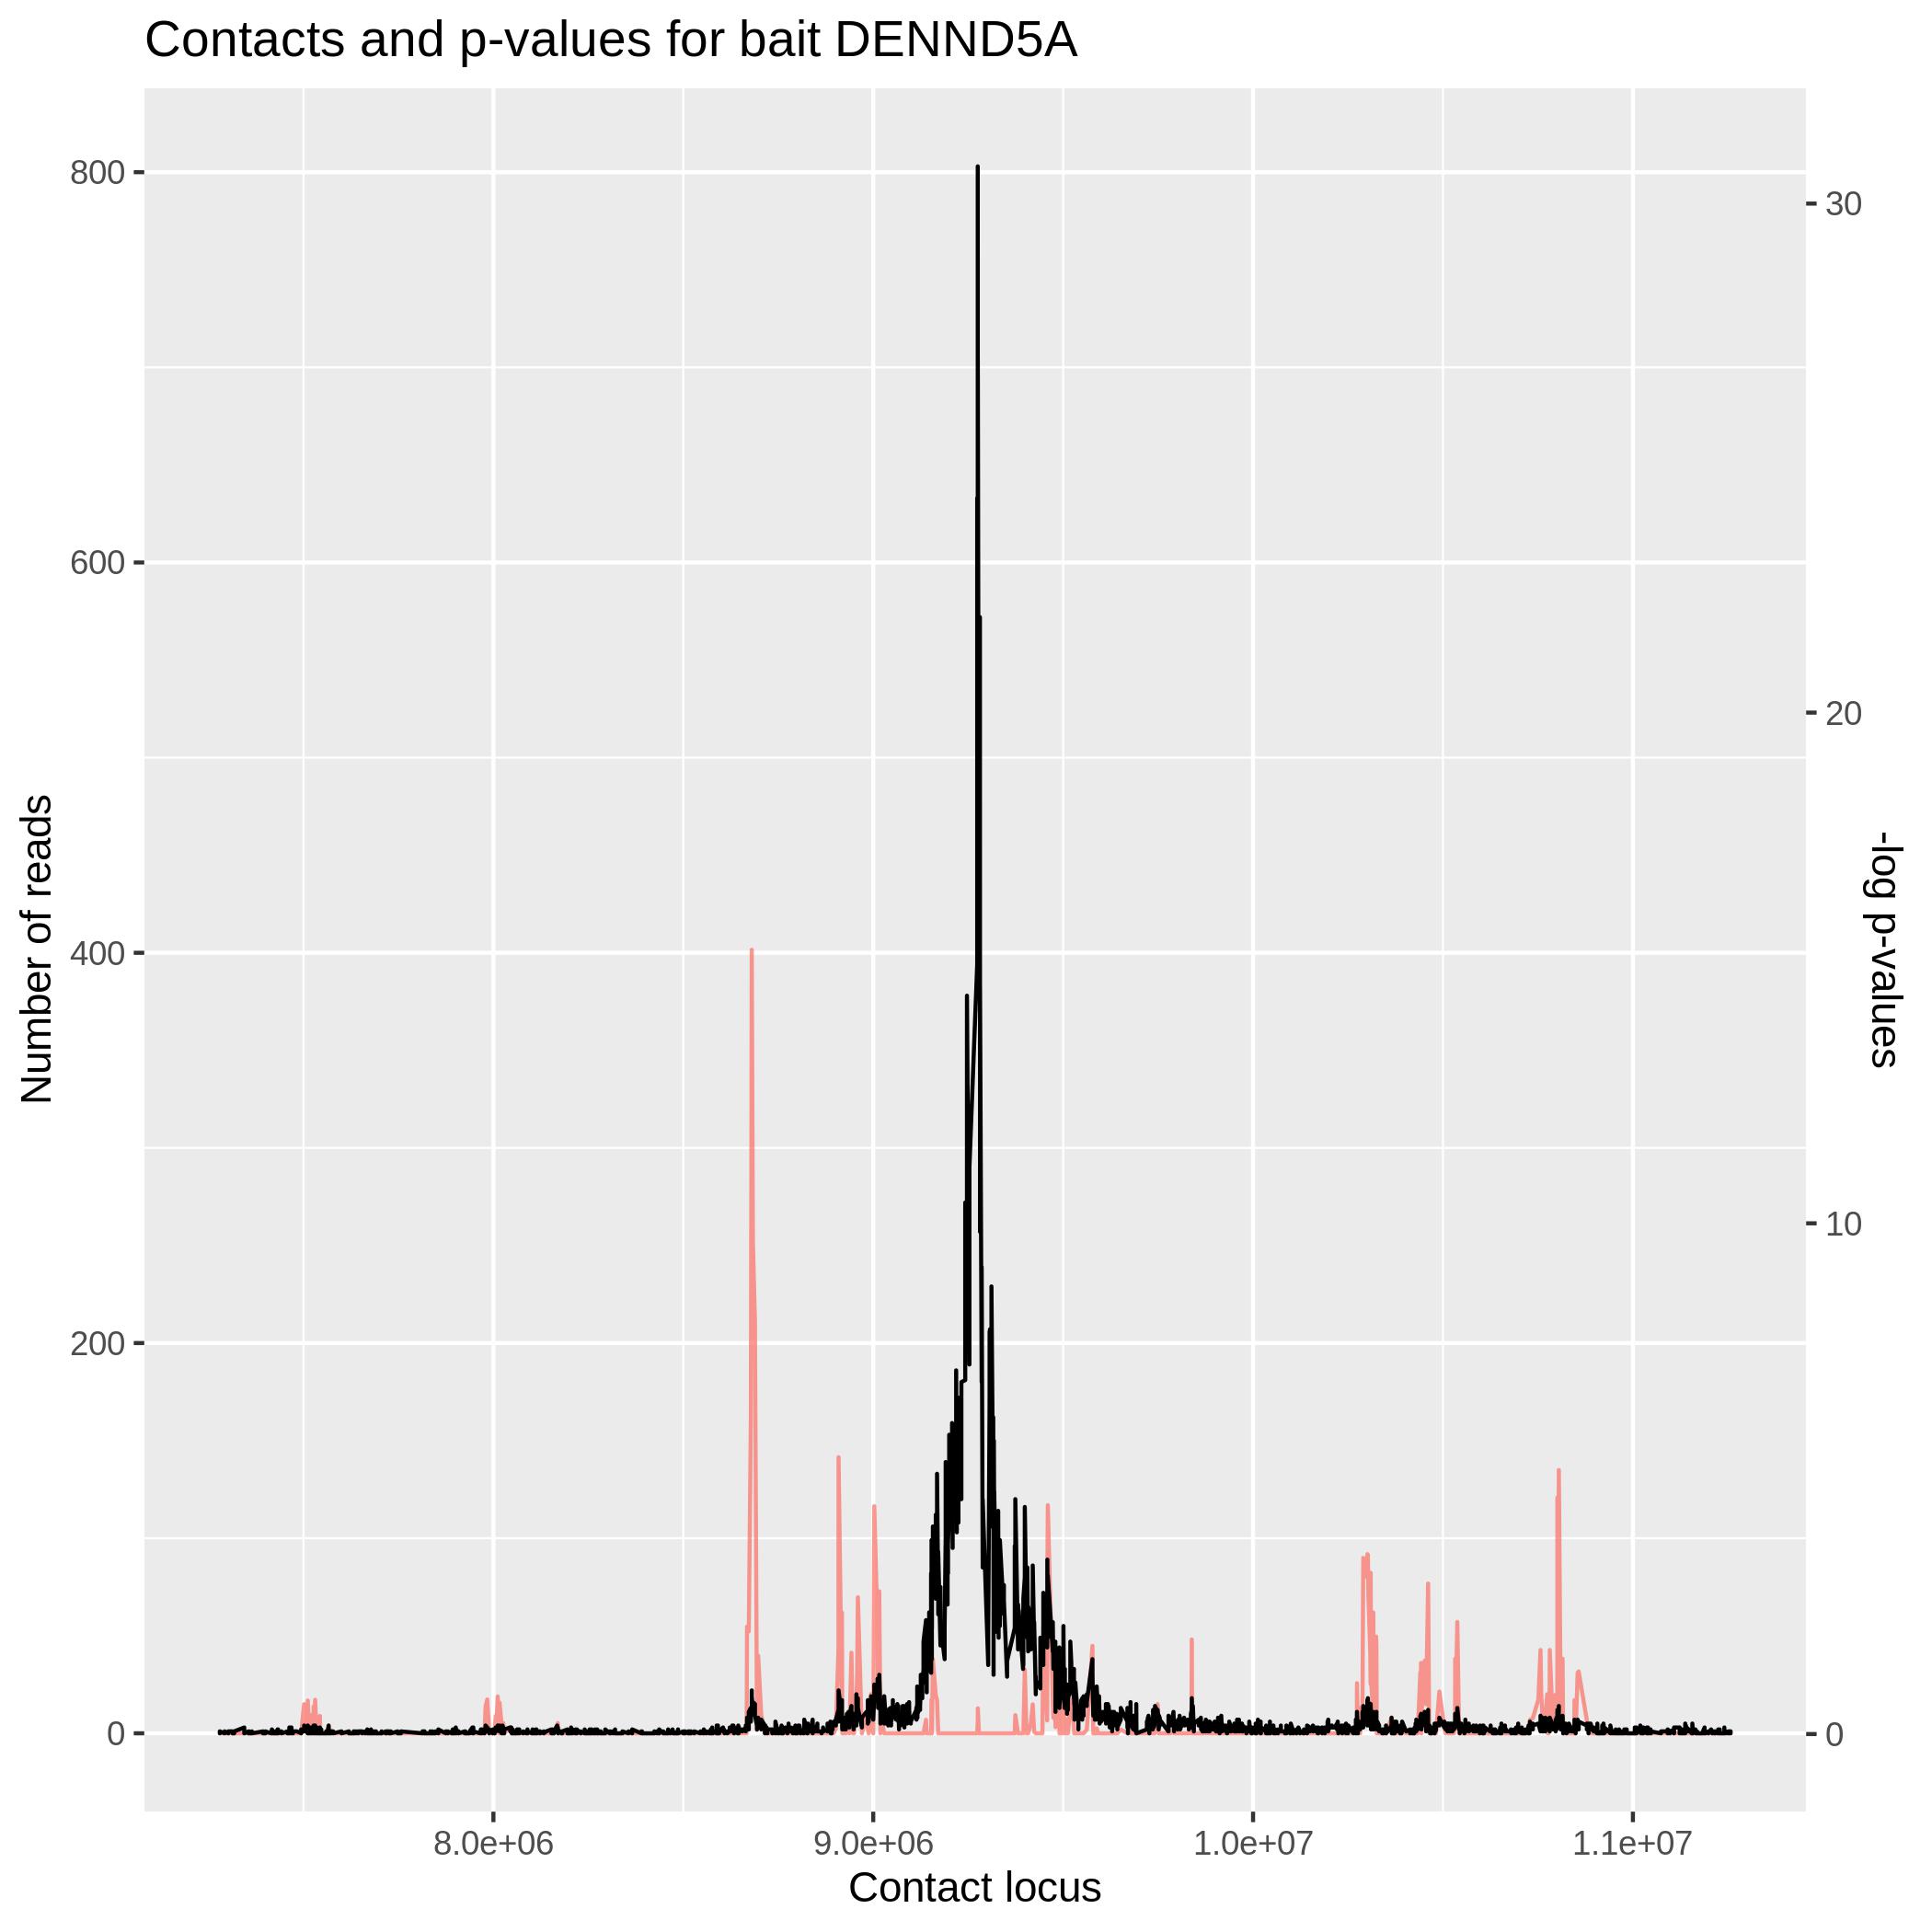 Contacts and p-values for bait DENND5A
800
600
400
200
0
Number of reads
30
20
10
0
-log p-values
8.0e+06
9.0e+06
1.0e+07
1.1e+07
Contact locus